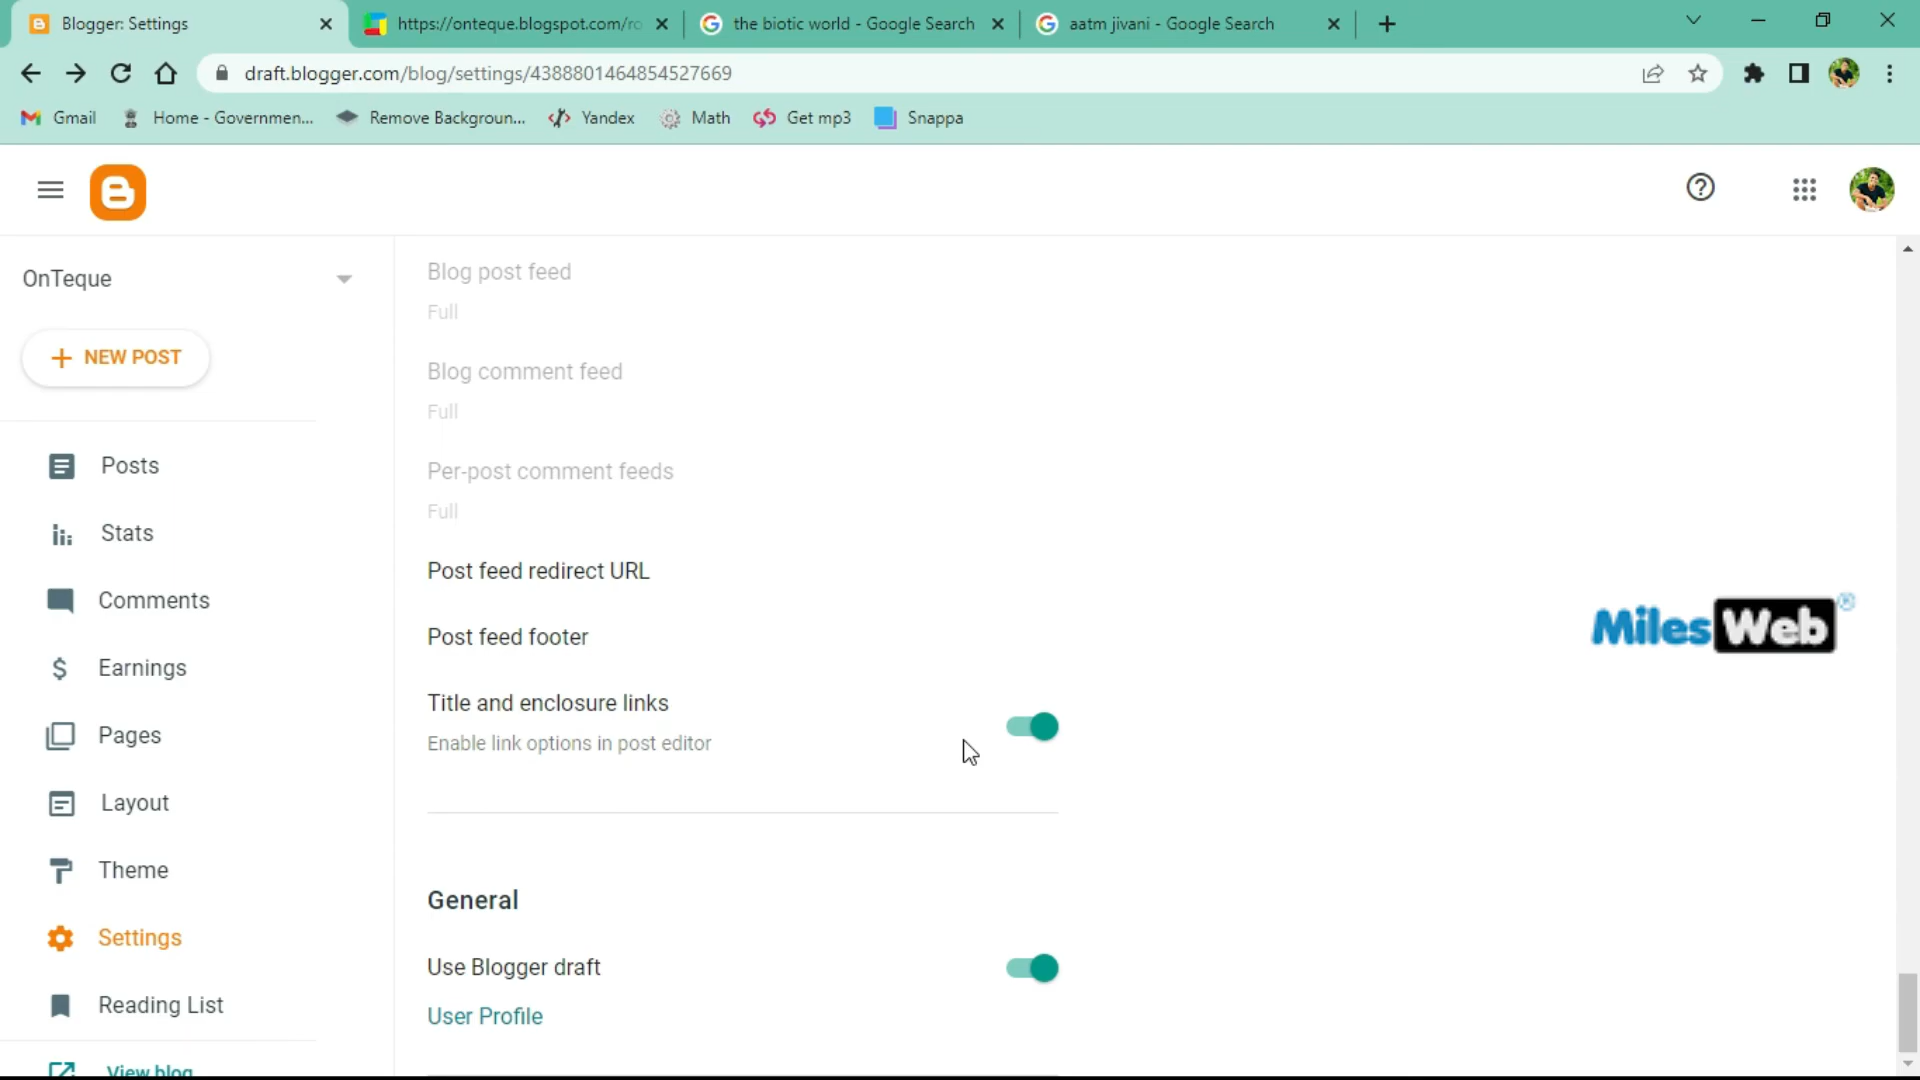 Blogger: Settings
https://onteque.blogspot.com/ro
the biotic world - Google Search
aatm jivani - Google Search
draft.blogger.com/blog/settings/4388801464854527669
Gmail
Home - Governmen...
Remove Backgroun...
Yandex
Math
Get mp3
Snappa
OnTeque
NEW POST
Posts
Stats
Comments
Earnings
Pages
Layout
Theme
Settings
Reading List
View blog
Blog post feed
Full
Blog comment feed
Full
Per-post comment feeds
Full
Post feed redirect URL
Post feed footer
Title and enclosure links
Enable link options in post editor
General
Use Blogger draft
User Profile
MilesWeb®